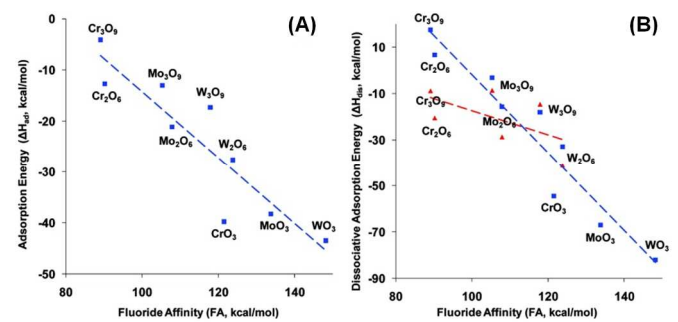 (A)
Adsorption Energy (ΔH_ad, kcal/mol)
0
-10
-20
-30
-40
-50
Cr₃O₉
Cr₂O₆
Mo₃O₉
W₃O₉
Mo₂O₆
W₂O₆
CrO₃
MoO₃
WO₃
80
100
120
140
Fluoride Affinity (FA, kcal/mol)
(B)
Dissociative Adsorption Energy (ΔH_dis, kcal/mol)
10
-10
-30
-50
-70
-90
Cr₃O₉
Cr₂O₆
Mo₃O₉
Cr₃O₉
W₃O₉
Mo₂O₆
Cr₂O₆
W₂O₆
CrO₃
MoO₃
WO₃
80
100
120
140
Fluoride Affinity (FA, kcal/mol)